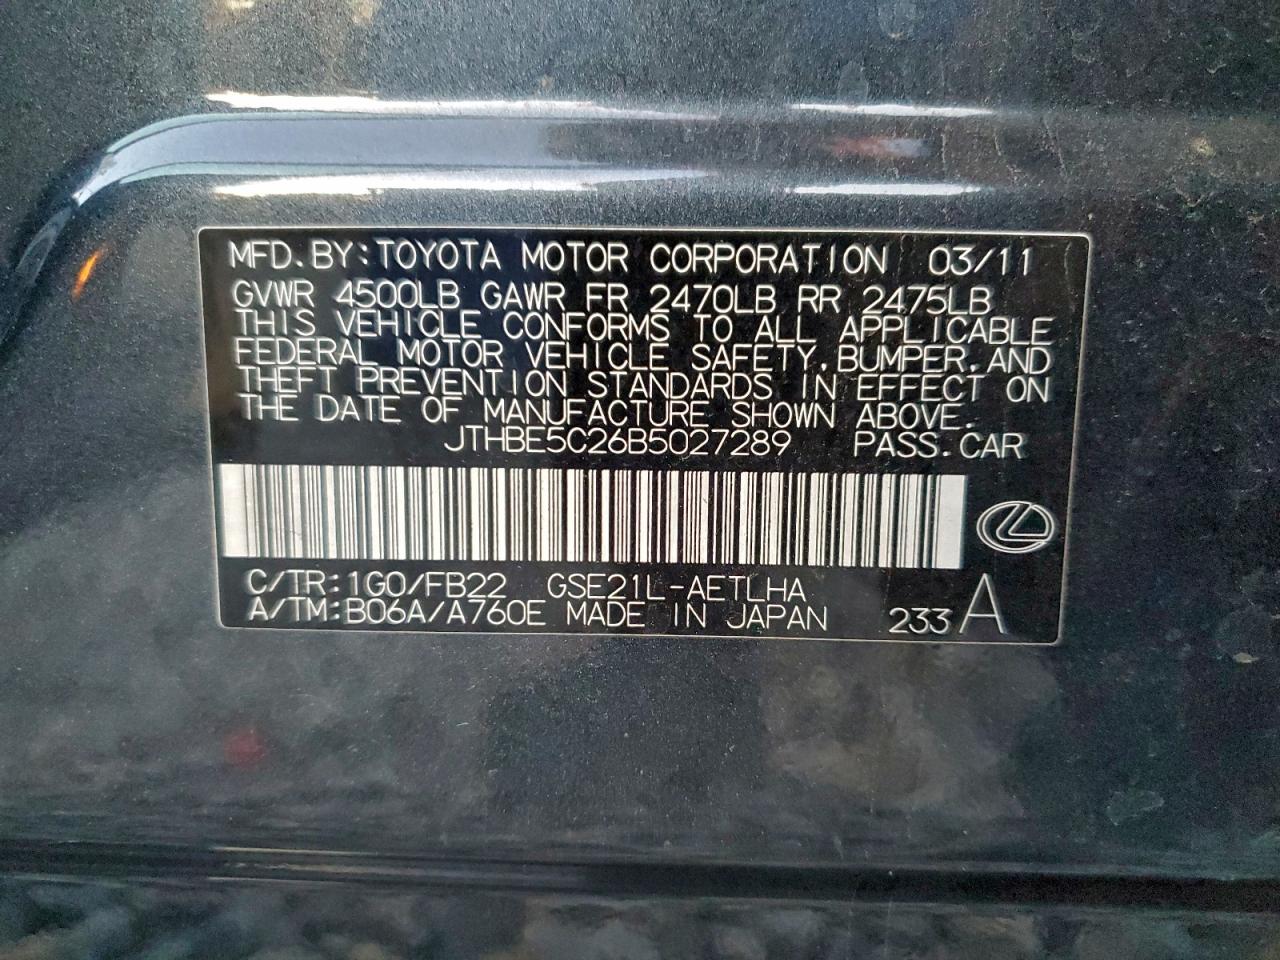 MFD.BY:TOYOTA MOTOR CORPORATION 03/11
GVWR 4500LB GAWR FR 2470LB RR 2475LB
THIS VEHICLE CONFORMS TO ALL APPLICABLE
FEDERAL MOTOR VEHICLE SAFETY,BUMPER,AND
THEFT PREVENTION STANDARDS IN EFFECT ON
THE DATE OF MANUFACTURE SHOWN ABOVE.
JTHBE5C26B5027289 PASS.CAR
C/TR:1G0/FB22 GSE21L-AETLHA
A/TM:B06A/A760E MADE IN JAPAN 233 A